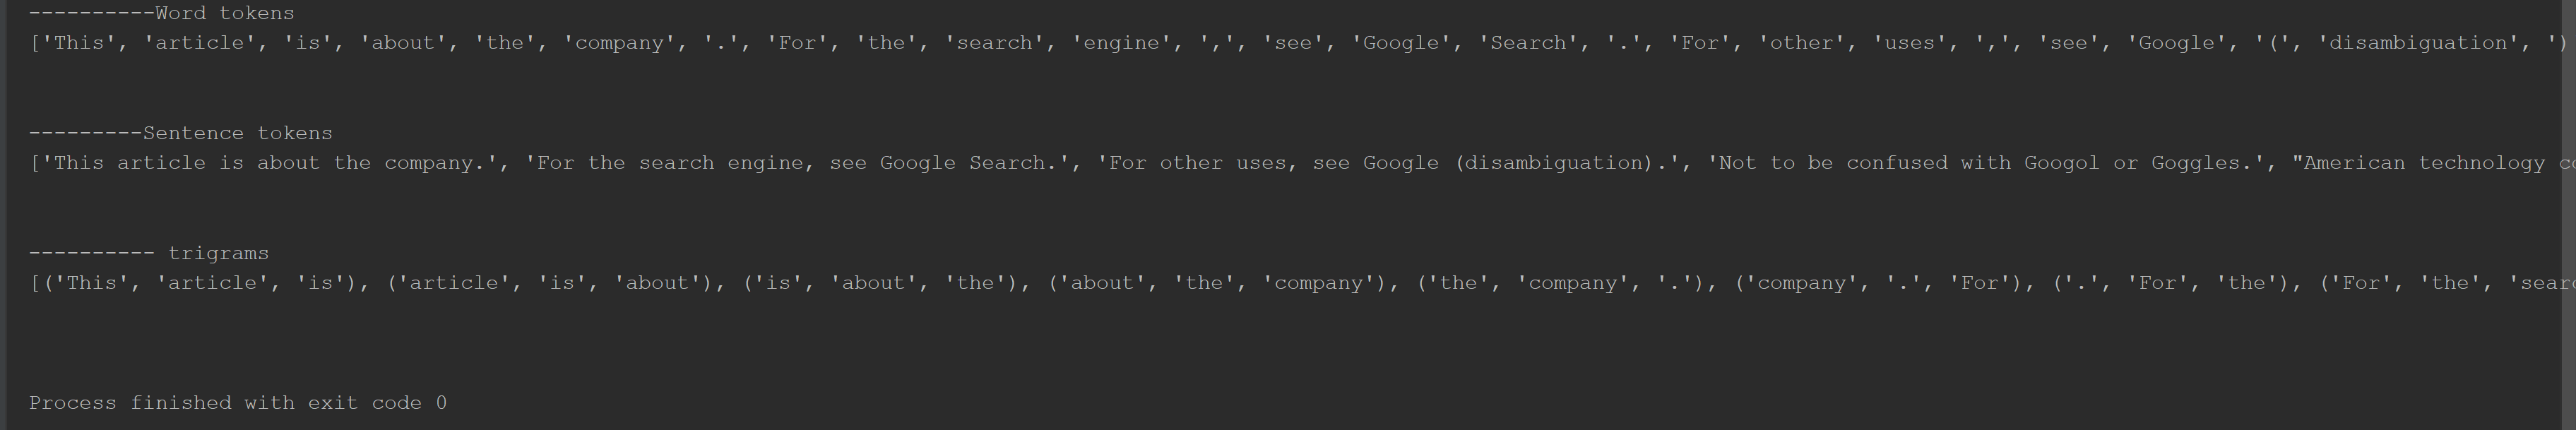 ----------Word tokens
['This', 'article', 'is', 'about', 'the', 'company', '.', 'For', 'the', 'search', 'engine', ',', 'see', 'Google', 'Search', '.', 'For', 'other', 'uses', ',', 'see', 'Google', '(', 'disambiguation', ')
---------Sentence tokens
['This article is about the company.', 'For the search engine, see Google Search.', 'For other uses, see Google (disambiguation).', 'Not to be confused with Googol or Goggles.', "American technology
---------- trigrams
[('This', 'article', 'is'), ('article', 'is', 'about'), ('is', 'about', 'the'), ('about', 'the', 'company'), ('the', 'company', '.'), ('company', '.', 'For'), ('.', 'For', 'the'), ('For', 'the',
Process finished with exit code 0